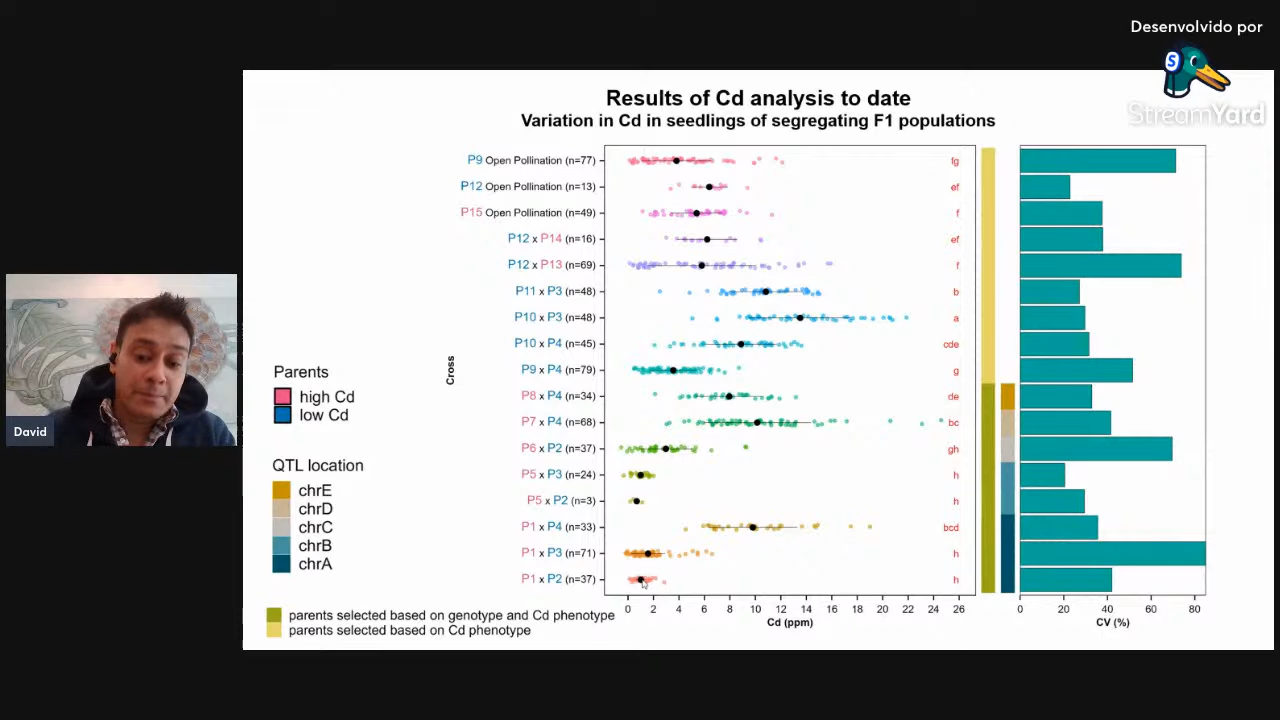 Desenvolvido por
S
StreamYard
Results of Cd analysis to date
Variation in Cd in seedlings of segregating F1 populations
P9 Open Pollination (n=77) fg
P12 Open Pollination (n=13) ef
P15 Open Pollination (n=49) f
P12 x P14 (n=16) ef
P12 x P13 (n=69) f
P11 x P3 (n=48) b
P10 x P3 (n=48) a
P10 x P4 (n=45) cde
P9 x P4 (n=79) g
P8 x P4 (n=34) de
P7 x P4 (n=68) bc
P6 x P2 (n=37) gh
P5 x P3 (n=24) h
P5 x P2 (n=3) h
P1 x P4 (n=33) bcd
P1 x P3 (n=71) h
P1 x P2 (n=37) h
Cross
0 2 4 6 8 10 12 14 16 18 20 22 24 26
Cd (ppm)
0 20 40 60 80
CV (%)
Parents
high Cd
low Cd
QTL location
chrE
chrD
chrC
chrB
chrA
parents selected based on genotype and Cd phenotype
parents selected based on Cd phenotype
David